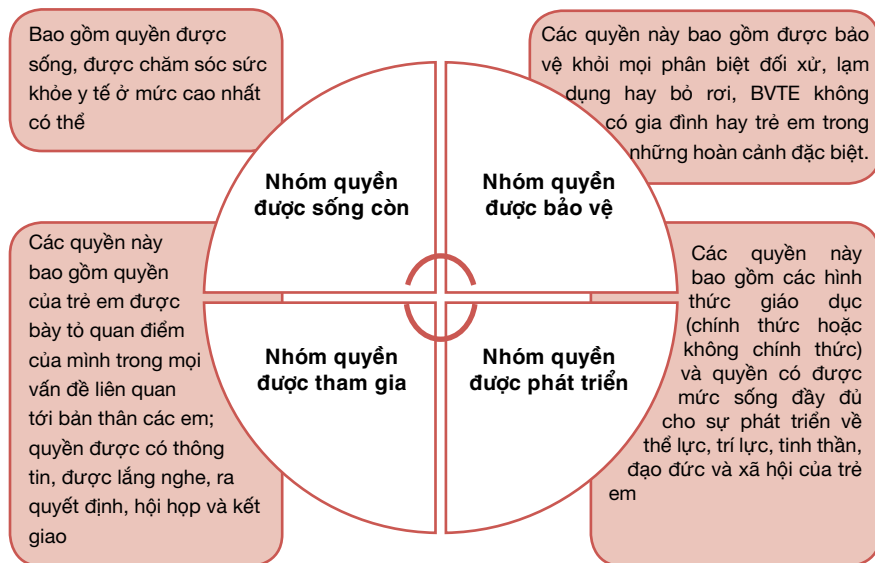 Bao gồm quyền được
sống, được chăm sóc sức
khỏe y tế ở mức cao nhất
có thể
Các quyền này bao gồm được bảo
vệ khỏi mọi phân biệt đối xử, lạm
dụng hay bỏ rơi, BVTE không
có gia đình hay trẻ em trong
những hoàn cảnh đặc biệt.
Nhóm quyền
được sống còn
Nhóm quyền
được bảo vệ
Các quyền này
bao gồm quyền
của trẻ em được
bày tỏ quan điểm
của mình trong mọi
vấn đề liên quan
tới bản thân các em;
quyền được có thông
tin, được lắng nghe, ra
quyết định, hội họp và kết
giao
Nhóm quyền
được tham gia
Nhóm quyền
được phát triển
Các quyền này
bao gồm các hình
thức giáo dục
(chính thức hoặc
không chính thức)
và quyền có được
mức sống đầy đủ
cho sự phát triển về
thể lực, trí lực, tinh thần,
đạo đức và xã hội của trẻ
em